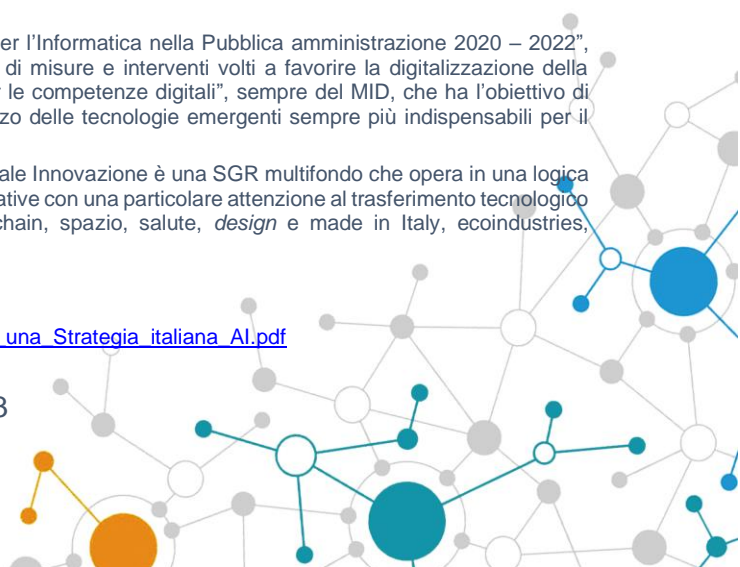 er l’Informatica nella Pubblica amministrazione 2020 – 2022”,
di misure e interventi volti a favorire la digitalizzazione della
le competenze digitali”, sempre del MID, che ha l’obiettivo di
zo delle tecnologie emergenti sempre più indispensabili per il
ale Innovazione è una SGR multifondo che opera in una logica
ative con una particolare attenzione al trasferimento tecnologico
chain, spazio, salute, design e made in Italy, ecoindustries,
_una_Strategia_italiana_AI.pdf